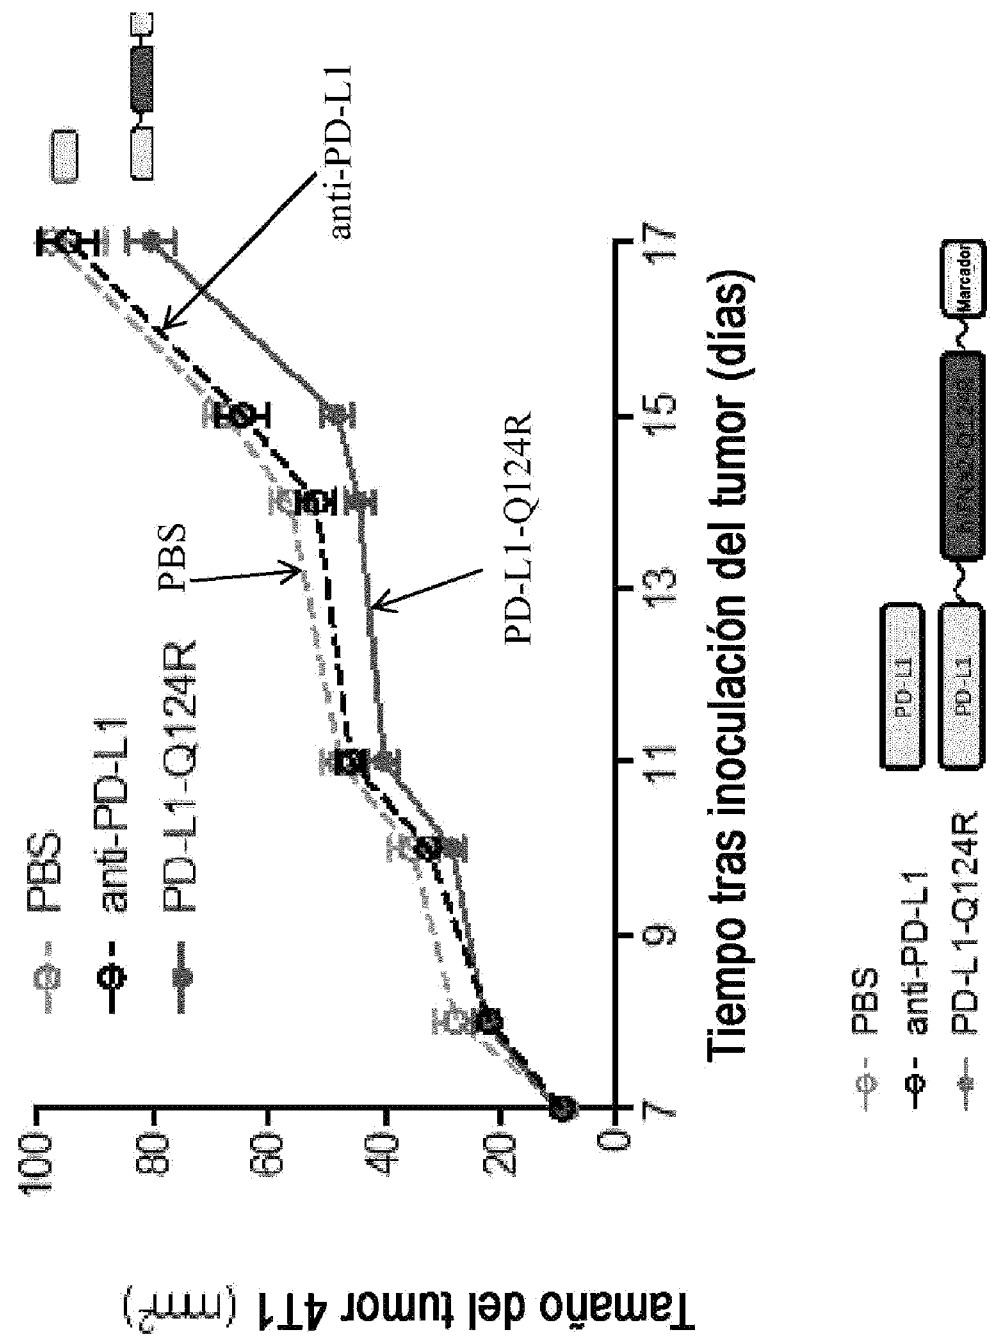 PBS
anti-PD-L1
PD-L1-Q124R
PBS
anti-PD-L1
PD-L1-Q124R
Tamaño del tumor 4T1 (mm²)
100
80
60
40
20
0
7
9
11
13
15
17
Tiempo tras inoculación del tumor (días)
PBS
anti-PD-L1
PD-L1
PD-L1-Q124R
PD-L1
Marcador